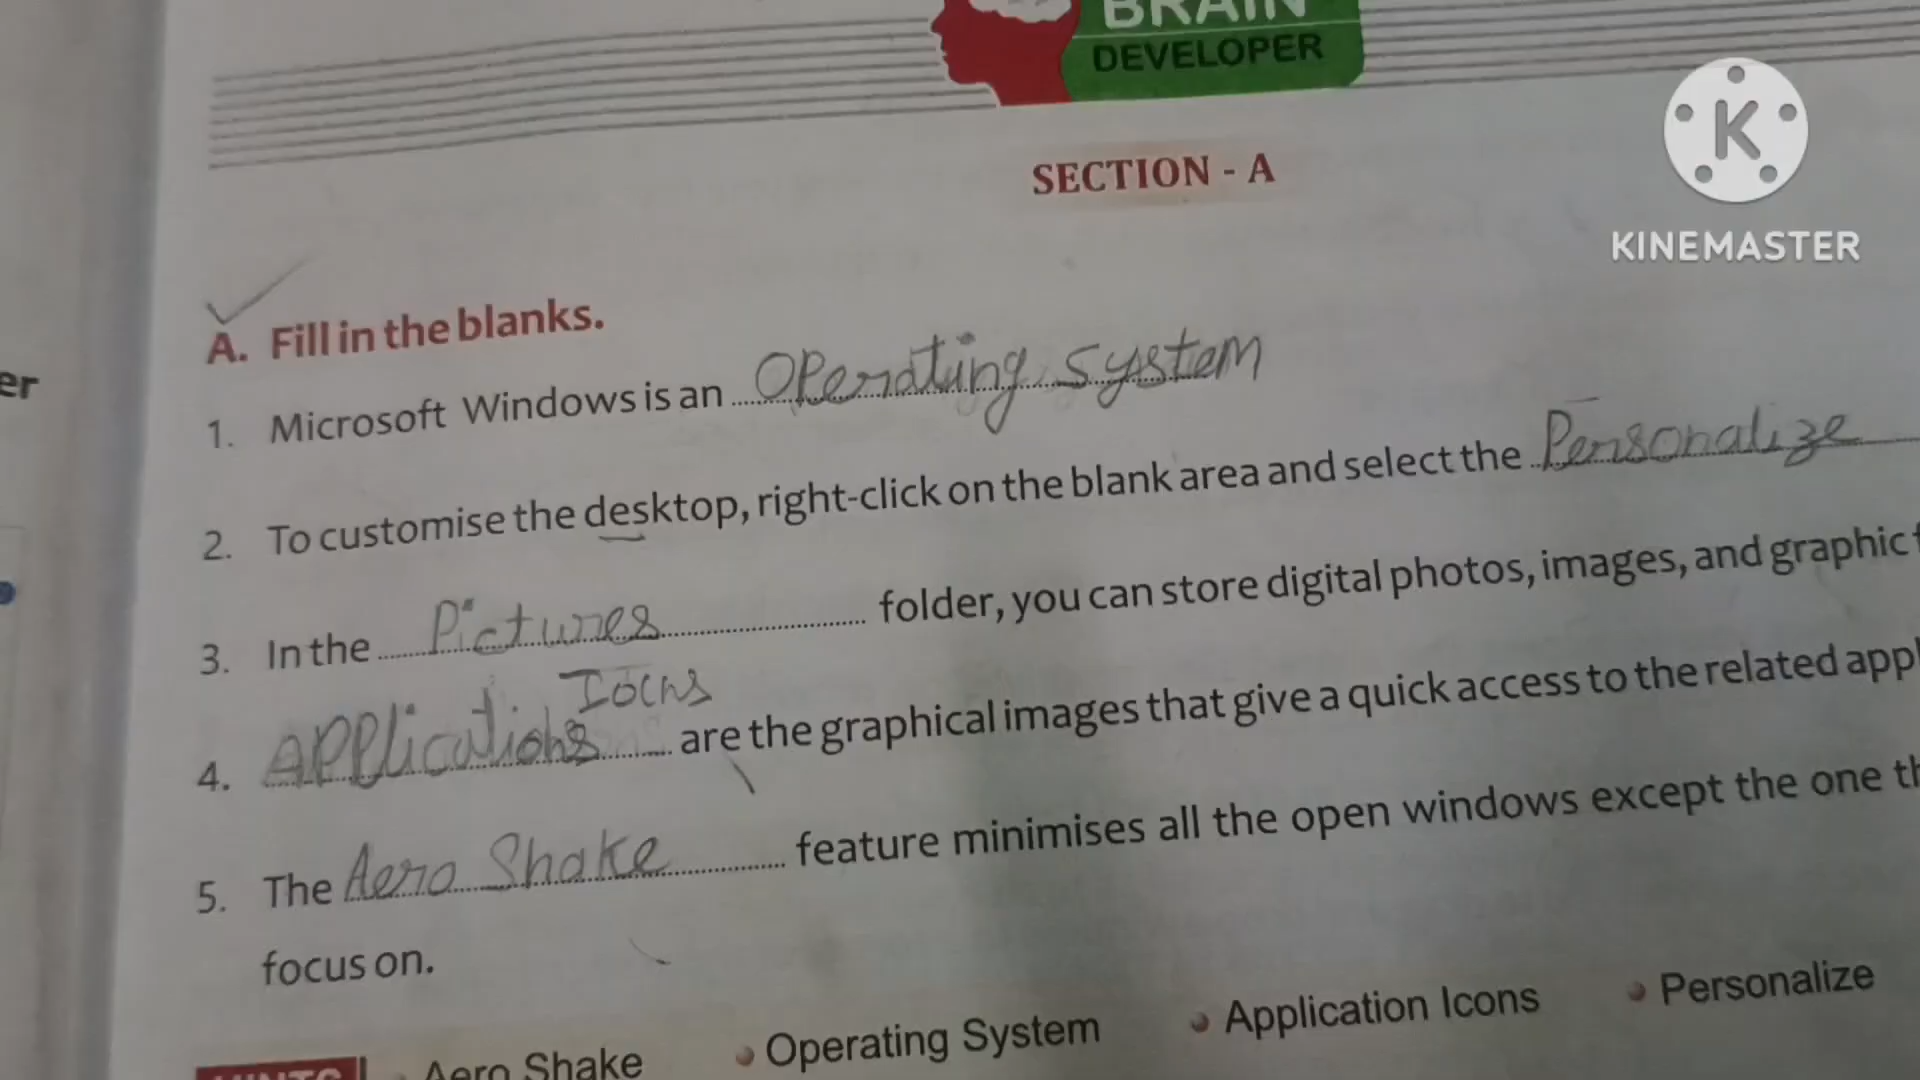 BRAIN
DEVELOPER
KINEMASTER
SECTION - A
A. Fill in the blanks.
1. Microsoft Windows is an Operating System
2. To customise the desktop, right-click on the blank area and select the Personalize
3. In the Pictures folder, you can store digital photos, images, and graphic
Icons
4. Applications are the graphical images that give a quick access to the related appl
5. The Aero Shake feature minimises all the open windows except the one th
focus on.
er
HINTS Aero Shake Operating System Application Icons Personalize